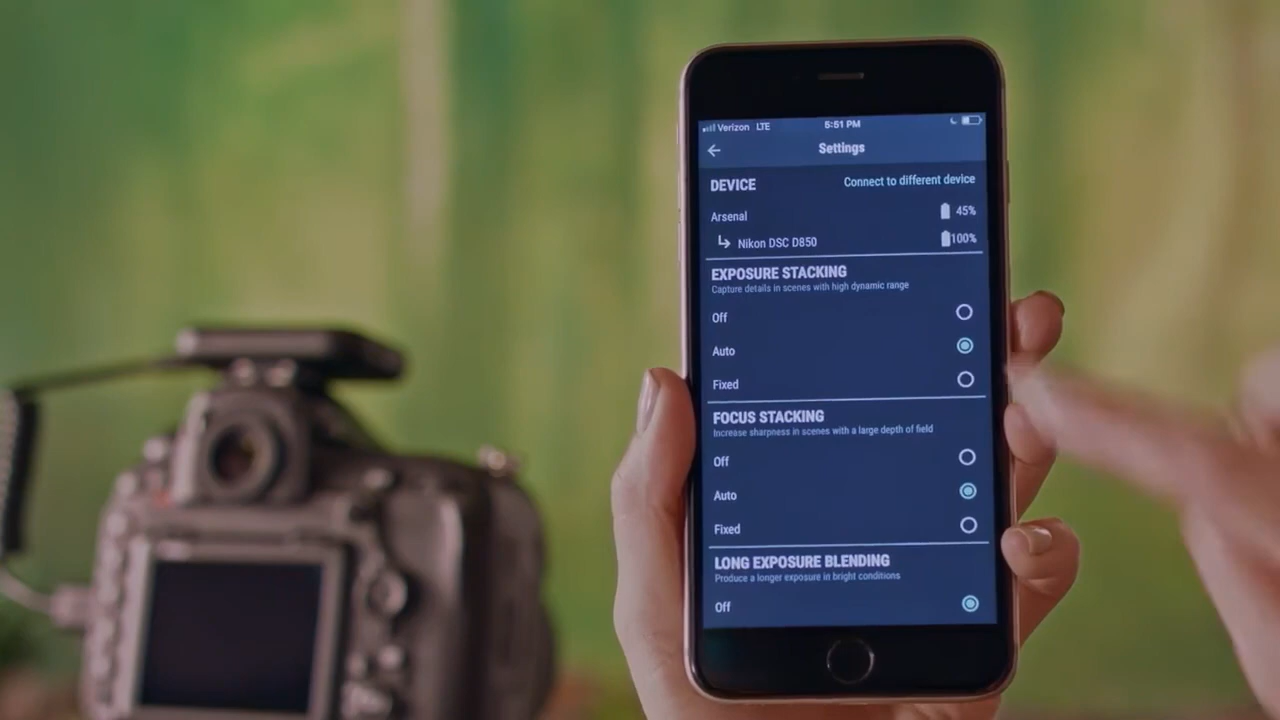 Verizon LTE 5:51 PM
Settings
DEVICE Connect to different device
Arsenal 45%
Nikon DSC D850 100%
EXPOSURE STACKING
Capture details in scenes with high dynamic range
Off
Auto
Fixed
FOCUS STACKING
Increase sharpness in scenes with a large depth of field
Off
Auto
Fixed
LONG EXPOSURE BLENDING
Produce a longer exposure in bright conditions
Off